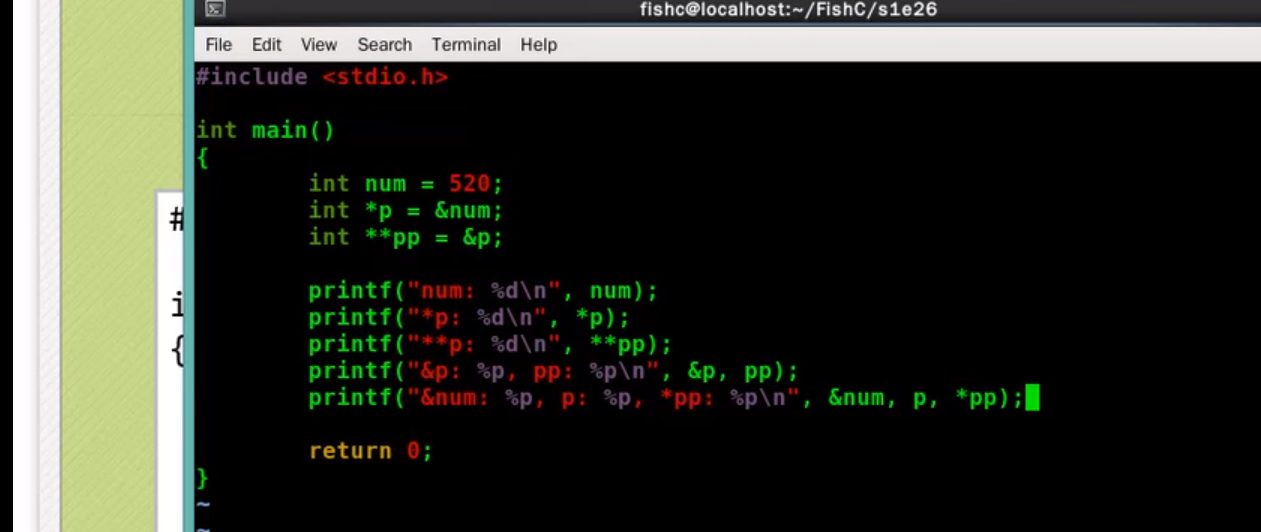 fishc@localhost:~/FishC/s1e26
File Edit View Search Terminal Help
#include <stdio.h>
int main()
{
int num = 520;
int *p = &num;
int **pp = &p;
printf("num: %d\n", num);
printf("*p: %d\n", *p);
printf("**p: %d\n", **pp);
printf("&p: %p, pp: %p\n", &p, pp);
printf("&num: %p, p: %p, *pp: %p\n", &num, p, *pp);
return 0;
}
~
~
#
i
{